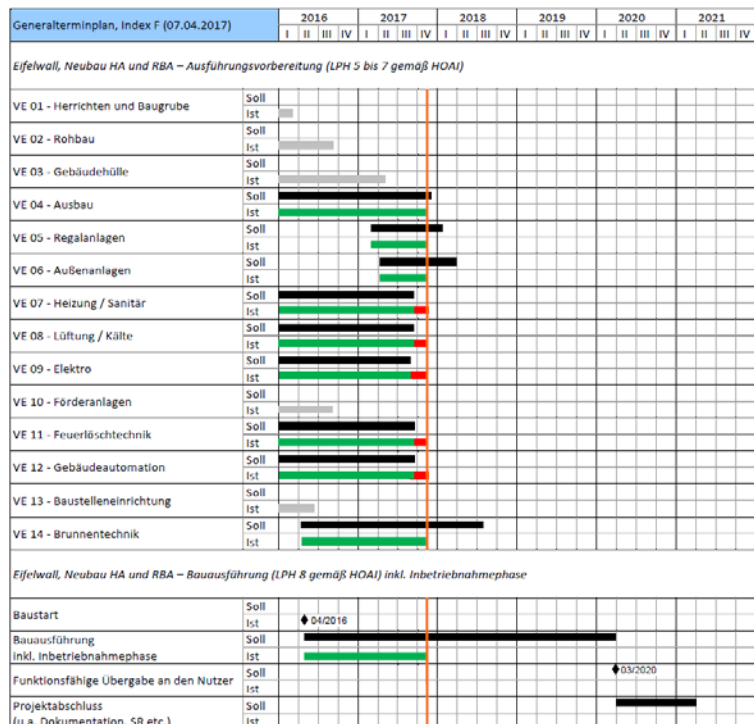 Generalterminplan, Index F (07.04.2017)
2016 2017 2018 2019 2020 2021
I II III IV I II III IV I II III IV I II III IV I II III IV I II III IV
Eifelwall, Neubau HA und RBA – Ausführungsvorbereitung (LPH 5 bis 7 gemäß HOAI)
VE 01 - Herrichten und Baugrube
Soll
Ist
VE 02 - Rohbau
Soll
Ist
VE 03 - Gebäudehülle
Soll
Ist
VE 04 - Ausbau
Soll
Ist
VE 05 - Regalanlagen
Soll
Ist
VE 06 - Außenanlagen
Soll
Ist
VE 07 - Heizung / Sanitär
Soll
Ist
VE 08 - Lüftung / Kälte
Soll
Ist
VE 09 - Elektro
Soll
Ist
VE 10 - Förderanlagen
Soll
Ist
VE 11 - Feuerlöschtechnik
Soll
Ist
VE 12 - Gebäudeautomation
Soll
Ist
VE 13 - Baustelleneinrichtung
Soll
Ist
VE 14 - Brunnentechnik
Soll
Ist
Eifelwall, Neubau HA und RBA – Bauausführung (LPH 8 gemäß HOAI) inkl. Inbetriebnahmephase
Baustart
Soll
Ist
04/2016
Bauausführung
inkl. Inbetriebnahmephase
Soll
Ist
Funktionsfähige Übergabe an den Nutzer
Soll
Ist
03/2020
Projektabschluss
(u.a. Dokumentation, SR etc.)
Soll
Ist